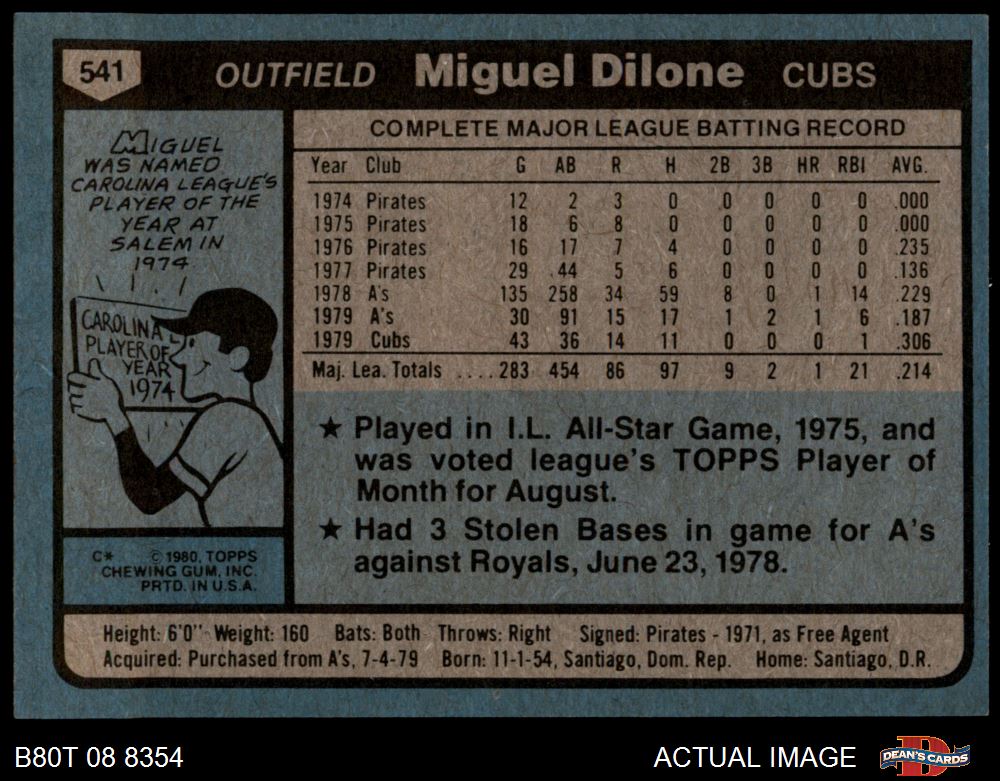 541 OUTFIELD Miguel Dilone CUBS
MIGUEL
WAS NAMED
CAROLINA LEAGUE'S
PLAYER OF THE
YEAR AT
SALEM IN
1974
CAROLINA
PLAYER OF
YEAR
1974
C* © 1980, TOPPS
CHEWING GUM, INC.
PRTD. IN U.S.A.
COMPLETE MAJOR LEAGUE BATTING RECORD
Year Club G AB R H 2B 3B HR RBI AVG.
1974 Pirates 12 2 3 0 0 0 0 0 .000
1975 Pirates 18 6 8 0 0 0 0 0 .000
1976 Pirates 16 17 7 4 0 0 0 0 .235
1977 Pirates 29 44 5 6 0 0 0 0 .136
1978 A's 135 258 34 59 8 0 1 14 .229
1979 A's 30 91 15 17 1 2 1 6 .187
1979 Cubs 43 36 14 11 0 0 0 1 .306
Maj. Lea. Totals ....283 454 86 97 9 2 1 21 .214
★ Played in I.L. All-Star Game, 1975, and
was voted league's TOPPS Player of
Month for August.
★ Had 3 Stolen Bases in game for A's
against Royals, June 23, 1978.
Height: 6'0" Weight: 160 Bats: Both Throws: Right Signed: Pirates - 1971, as Free Agent
Acquired: Purchased from A's, 7-4-79 Born: 11-1-54, Santiago, Dom. Rep. Home: Santiago, D.R.
B80T 08 8354 ACTUAL IMAGE DEAN'S CARDS